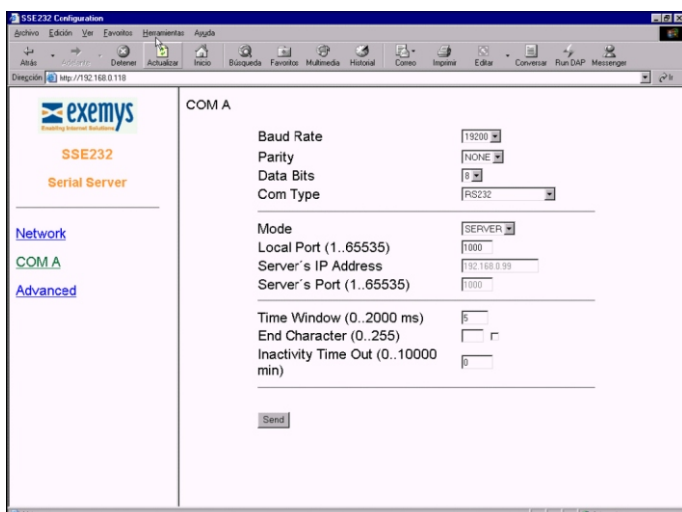 SSE232 Configuration
Archivo Edición Ver Favoritos Herramientas Ayuda
Atrás Adelante Detener Actualizar Inicio Búsqueda Favoritos Multimedia Historial Correo Imprimir Editar Conversar Run DAP Messenger
Dirección http://192.168.0.118
exemys
Enabling Internet Solutions
SSE232
Serial Server
Network
COM A
Advanced
COM A
Baud Rate 19200
Parity NONE
Data Bits 8
Com Type RS232
Mode SERVER
Local Port (1..65535) 1000
Server´s IP Address 192.168.0.99
Server´s Port (1..65535) 1000
Time Window (0..2000 ms) 5
End Character (0..255)
Inactivity Time Out (0..10000
min) 0
Send